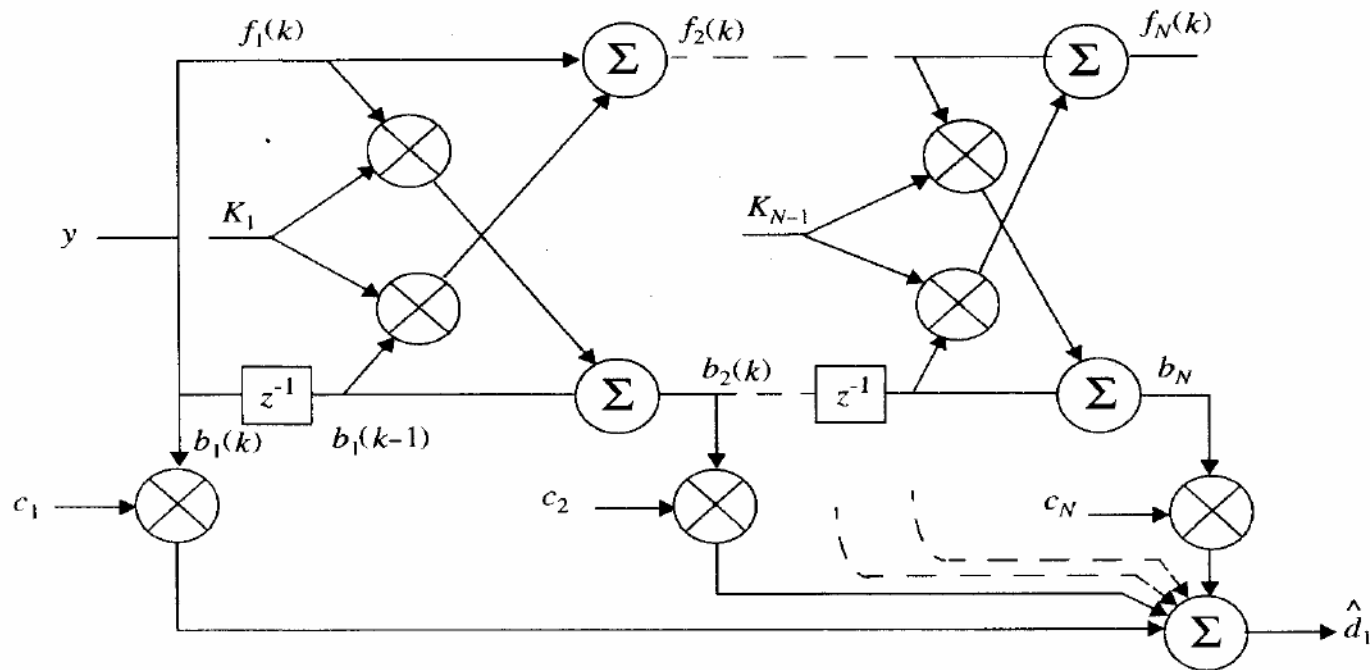 f₁(k) Σ f₂(k) Σ f_N(k)
K₁ K_{N-1}
y
z⁻¹ Σ b₂(k) z⁻¹ Σ b_N
b₁(k) b₁(k-1)
c₁ c₂ c_N
Σ d̂₁